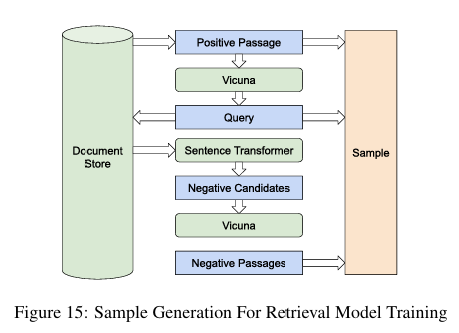 Positive Passage
Vicuna
Query
Document
Store
Sentence Transformer
Sample
Negative Candidates
Vicuna
Negative Passages
Figure 15: Sample Generation For Retrieval Model Training